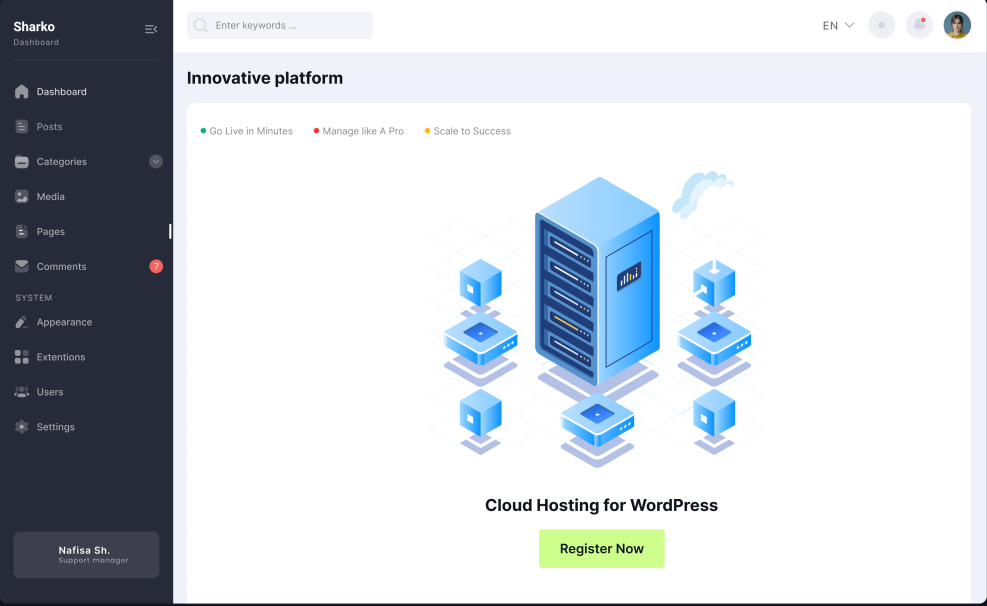 Sharko
Dashboard
Dashboard
Posts
Categories
Media
Pages
Comments
7
SYSTEM
Appearance
Extentions
Users
Settings
Nafisa Sh.
Support manager
Enter keywords ...
EN
Innovative platform
Go Live in Minutes
Manage like A Pro
Scale to Success
Cloud Hosting for WordPress
Register Now